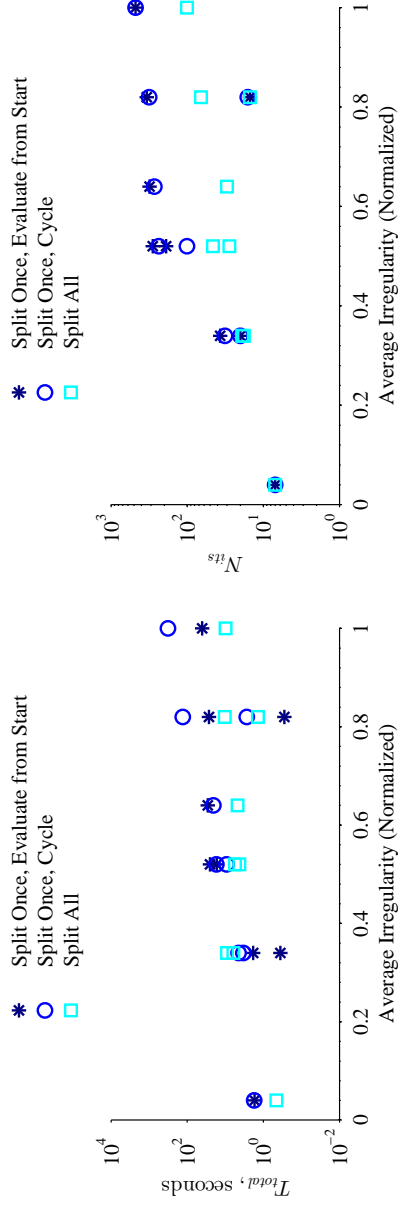 Split Once, Evaluate from Start
Split Once, Cycle
Split All
10^4
10^2
10^0
10^-2
T_total, seconds
0
0.2
0.4
0.6
0.8
1
Average Irregularity (Normalized)
Split Once, Evaluate from Start
Split Once, Cycle
Split All
10^3
10^2
10^1
10^0
N_its
0
0.2
0.4
0.6
0.8
1
Average Irregularity (Normalized)